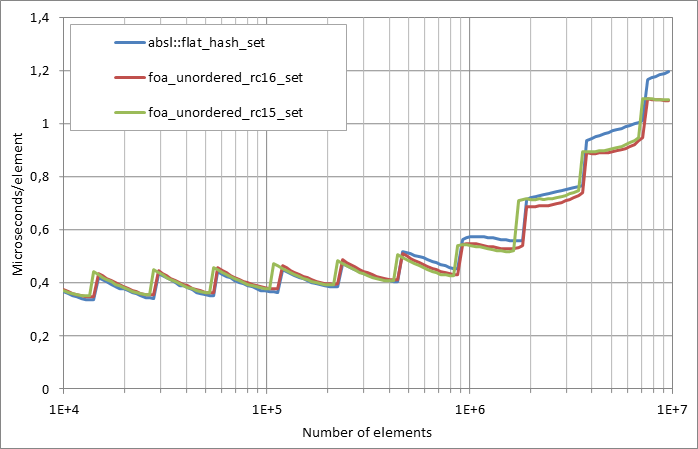 1,4
1,2
1
0,8
0,6
0,4
0,2
0
Microseconds/element
absl::flat_hash_set
foa_unordered_rc16_set
foa_unordered_rc15_set
1E+4 1E+5 1E+6 1E+7
Number of elements